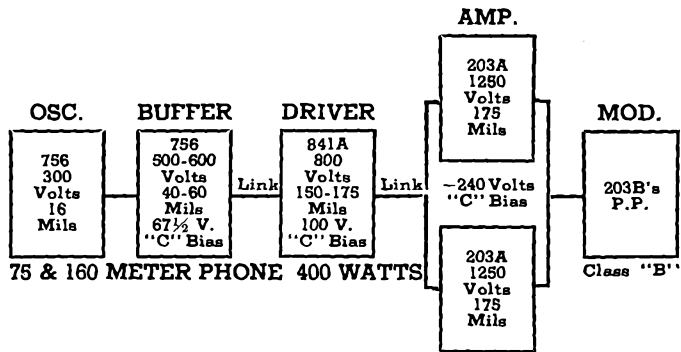 AMP.
203A
1250
Volts
175
Mils
OSC.
756
300
Volts
16
Mils
BUFFER
756
500-600
Volts
40-60
Mils
67½ V.
"C" Bias
Link
DRIVER
841A
800
Volts
150-175
Mils
100 V.
"C" Bias
Link
~240 Volts
"C" Bias
MOD.
203B's
P.P.
Class "B"
203A
1250
Volts
175
Mils
75 & 160 METER PHONE 400 WATTS